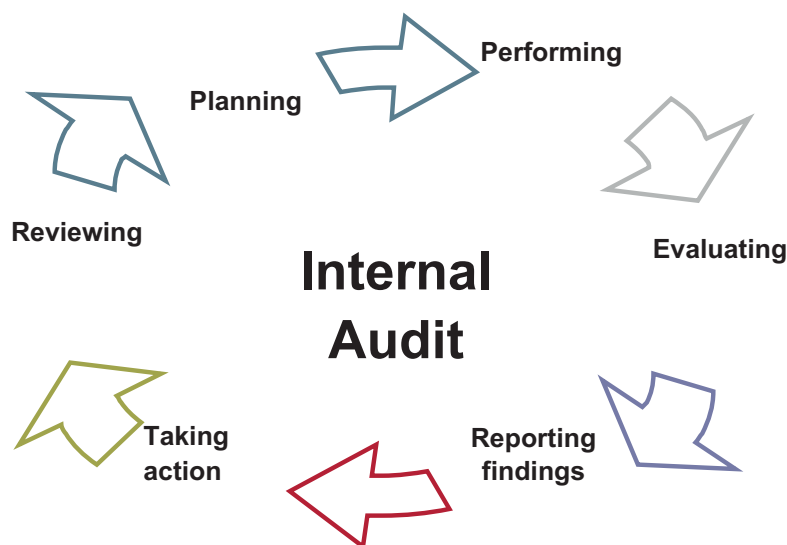 Performing
Planning
Reviewing
Evaluating
Internal
Audit
Taking
action
Reporting
findings